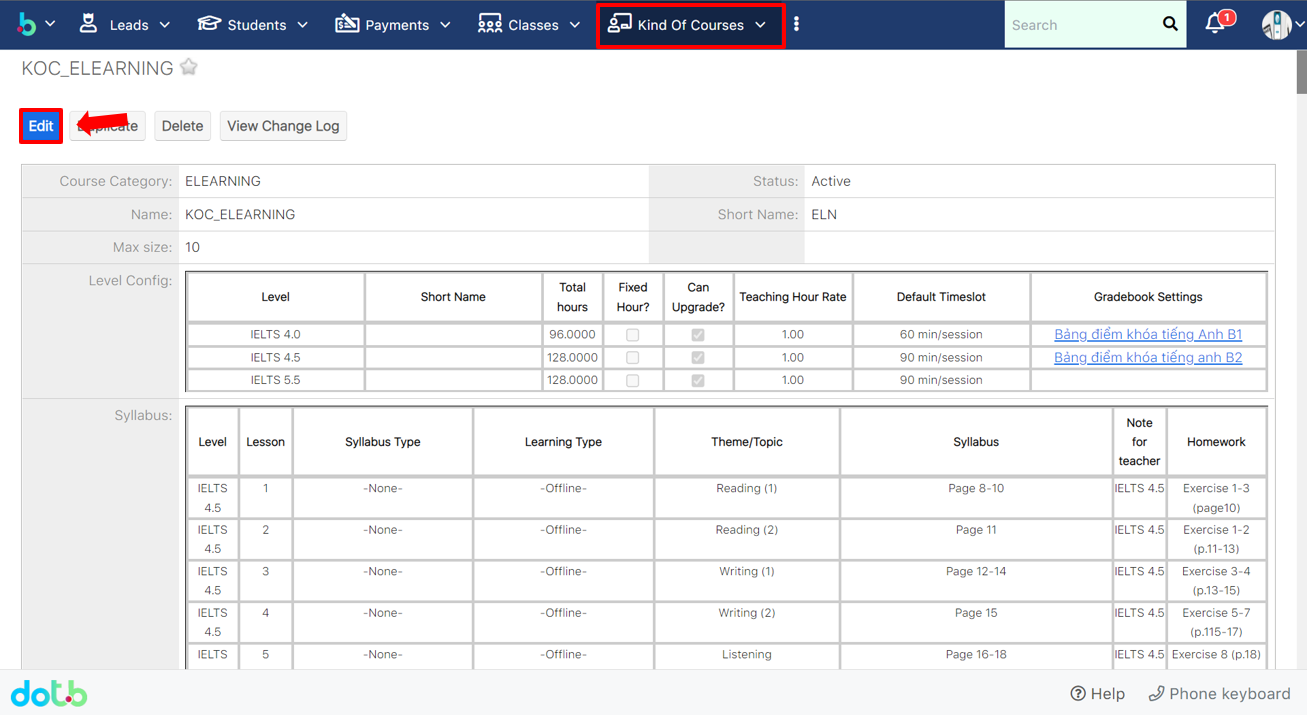 b Leads Students Payments Classes Kind Of Courses Search 1
KOC_ELEARNING
Edit Duplicate Delete View Change Log
Course Category: ELEARNING Status: Active
Name: KOC_ELEARNING Short Name: ELN
Max size: 10
Level Config:
Level Short Name Total hours Fixed Hour? Can Upgrade? Teaching Hour Rate Default Timeslot Gradebook Settings
IELTS 4.0 96.0000 1.00 60 min/session Bảng điểm khóa tiếng Anh B1
IELTS 4.5 128.0000 1.00 90 min/session Bảng điểm khóa tiếng anh B2
IELTS 5.5 128.0000 1.00 90 min/session
Syllabus:
Level Lesson Syllabus Type Learning Type Theme/Topic Syllabus Note for teacher Homework
IELTS 4.5 1 -None- -Offline- Reading (1) Page 8-10 IELTS 4.5 Exercise 1-3 (page10)
IELTS 4.5 2 -None- -Offline- Reading (2) Page 11 IELTS 4.5 Exercise 1-2 (p.11-13)
IELTS 4.5 3 -None- -Offline- Writing (1) Page 12-14 IELTS 4.5 Exercise 3-4 (p.13-15)
IELTS 4.5 4 -None- -Offline- Writing (2) Page 15 IELTS 4.5 Exercise 5-7 (p.115-17)
IELTS 5 -None- -Offline- Listening Page 16-18 IELTS 4.5 Exercise 8 (p.18)
dot.b Help Phone keyboard